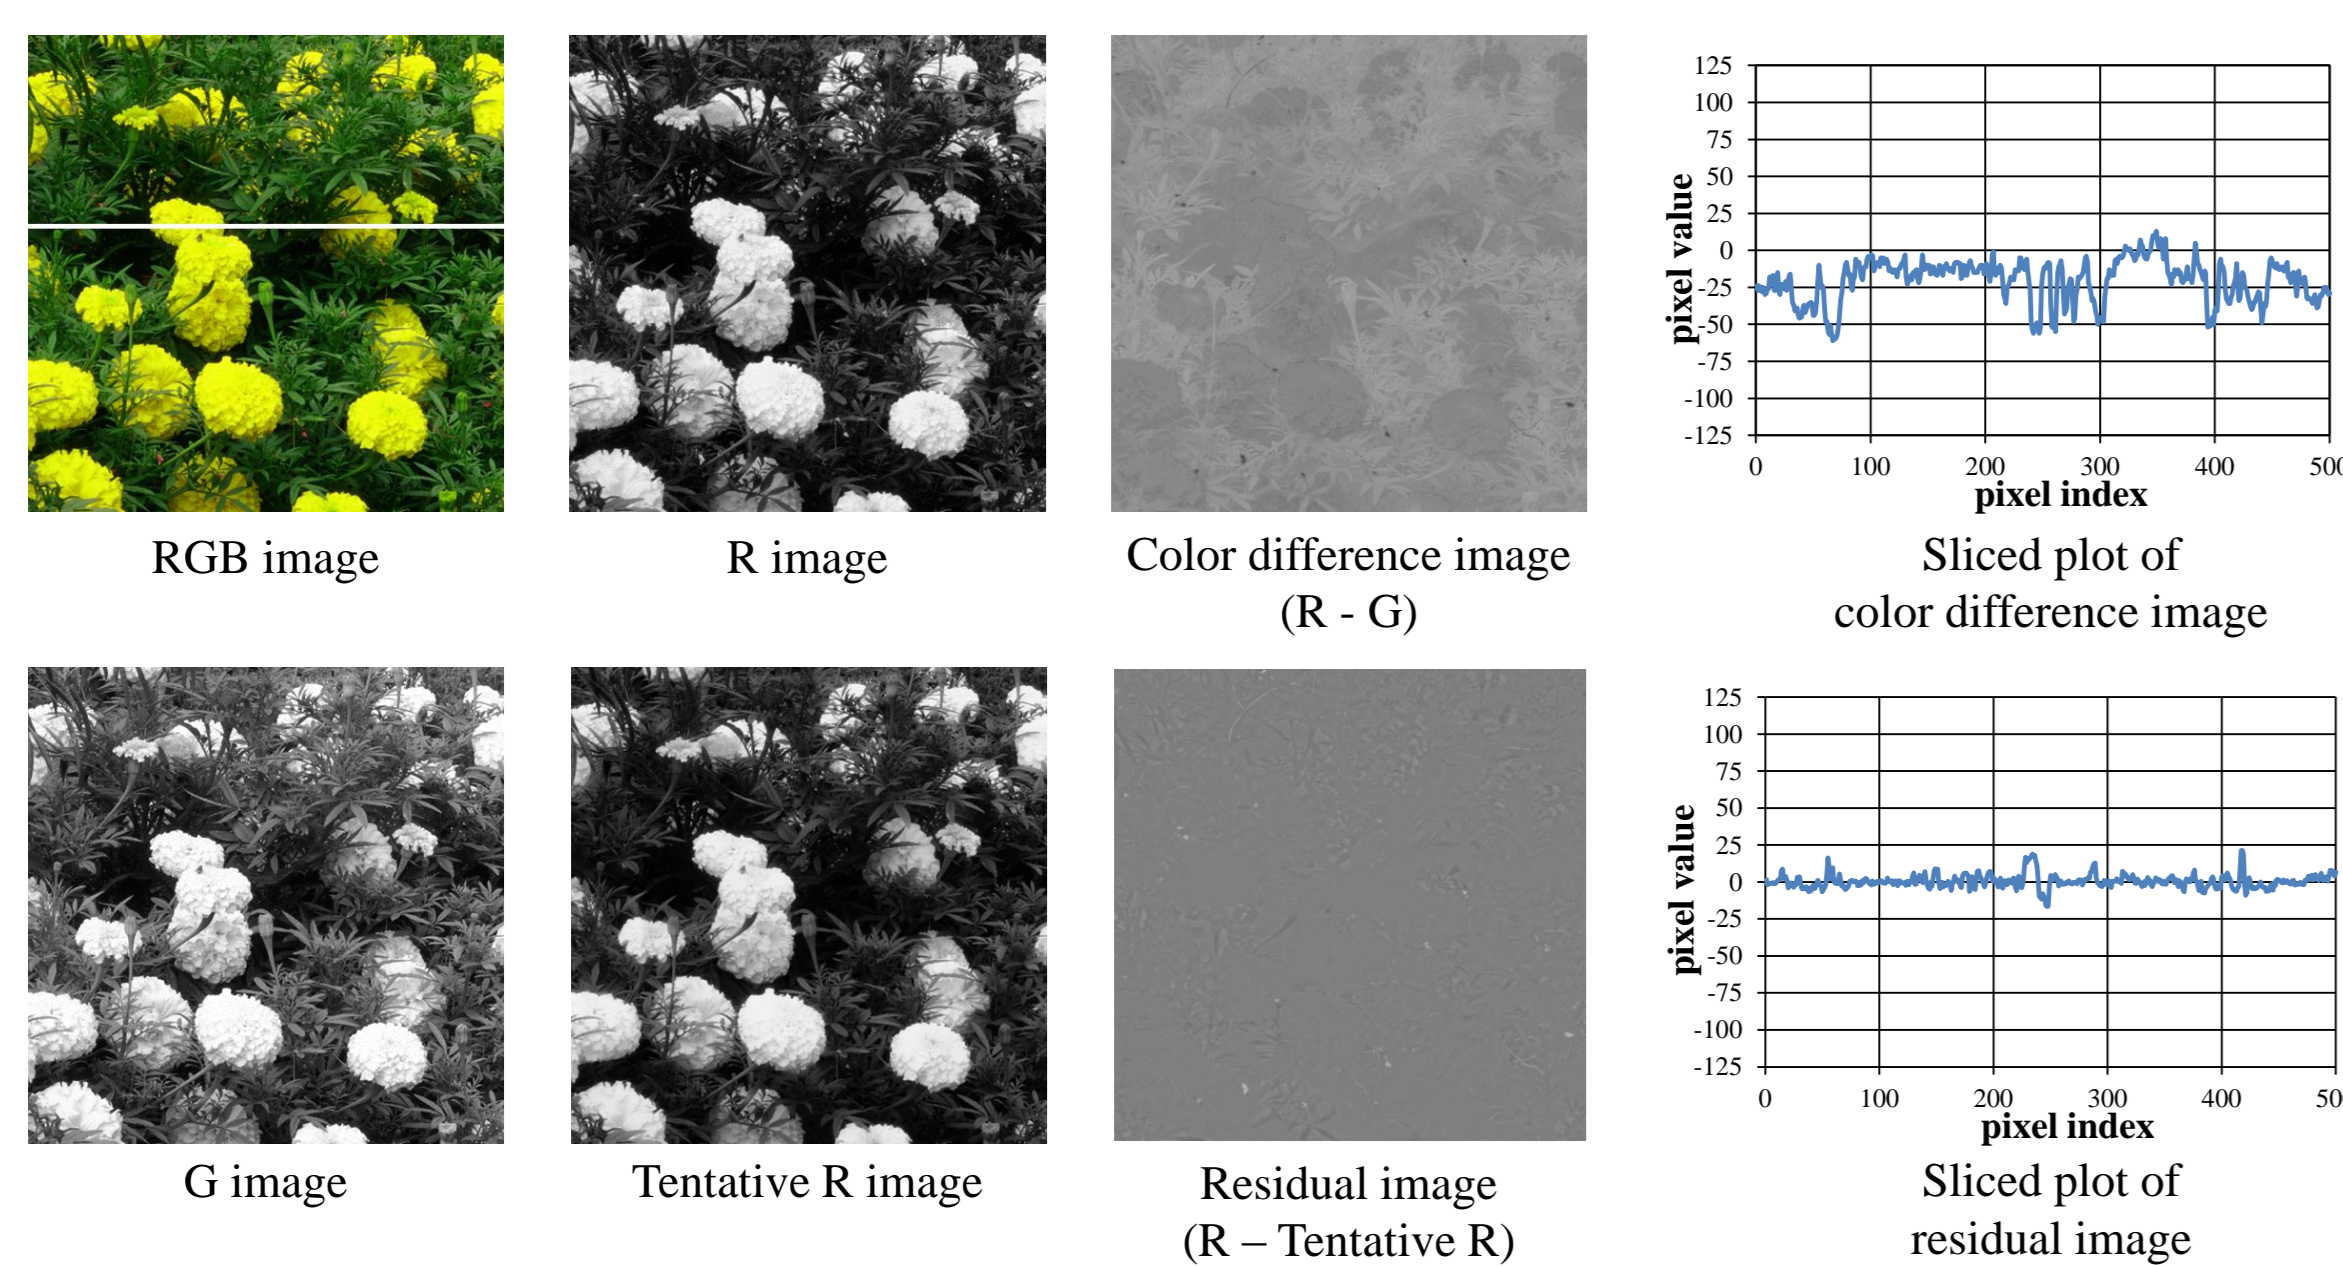 125
100
75
50
25
0
-25
-50
-75
-100
-125
pixel value
0 100 200 300 400 500
pixel index
RGB image
R image
Color difference image
(R - G)
Sliced plot of
color difference image
125
100
75
50
25
0
-25
-50
-75
-100
-125
pixel value
0 100 200 300 400 50
pixel index
G image
Tentative R image
Residual image
(R – Tentative R)
Sliced plot of
residual image